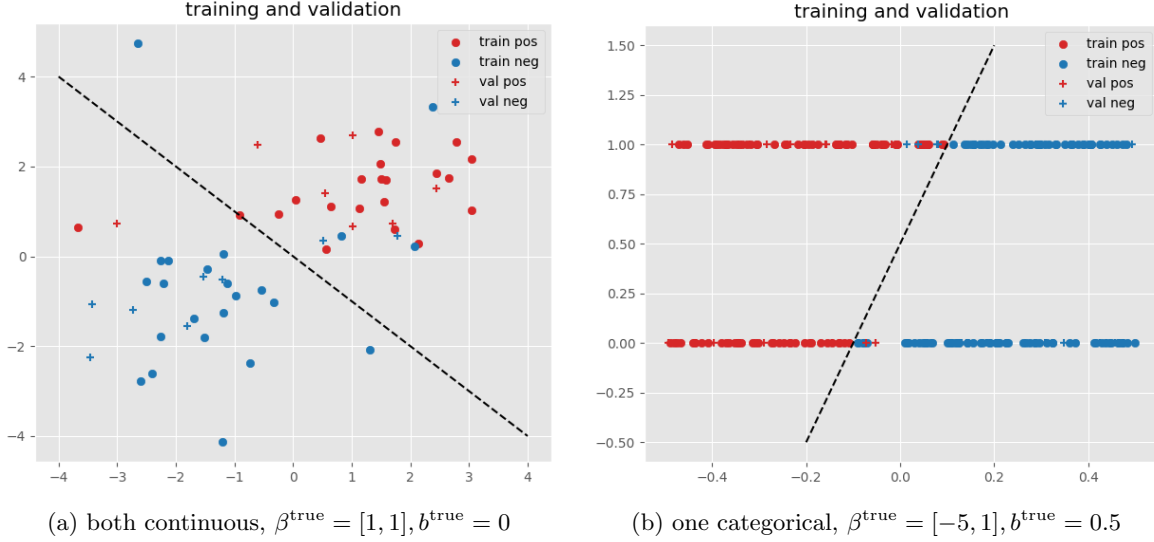 training and validation
train pos
train neg
val pos
val neg
4
2
0
−2
−4
−4
−3
−2
−1
0
1
2
3
4
(a) both continuous, β^true = [1, 1], b^true = 0
training and validation
train pos
train neg
val pos
val neg
1.50
1.25
1.00
0.75
0.50
0.25
0.00
−0.25
−0.50
−0.4
−0.2
0.0
0.2
0.4
(b) one categorical, β^true = [−5, 1], b^true = 0.5